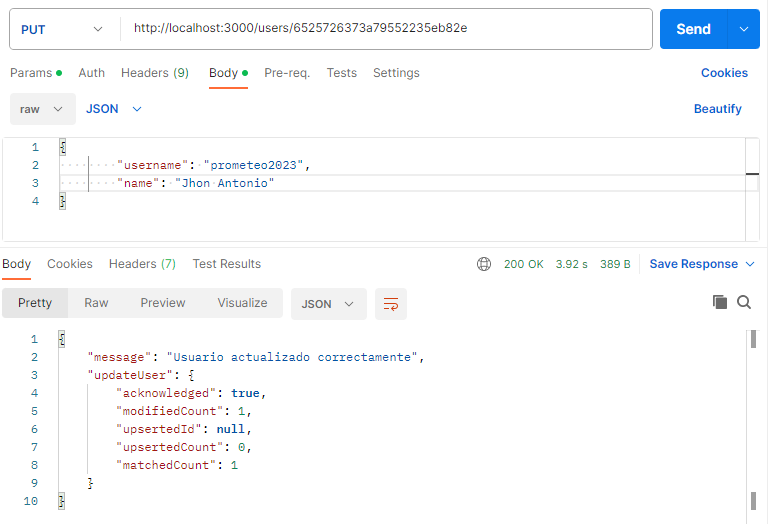 PUT http://localhost:3000/users/6525726373a79552235eb82e Send
Params Auth Headers (9) Body Pre-req. Tests Settings Cookies
raw JSON Beautify
1 {
2 "username": "prometeo2023",
3 "name": "Jhon Antonio"
4 }
Body Cookies Headers (7) Test Results 200 OK 3.92 s 389 B Save Response
Pretty Raw Preview Visualize JSON
1 {
2 "message": "Usuario actualizado correctamente",
3 "updateUser": {
4 "acknowledged": true,
5 "modifiedCount": 1,
6 "upsertedId": null,
7 "upsertedCount": 0,
8 "matchedCount": 1
9 }
10 }